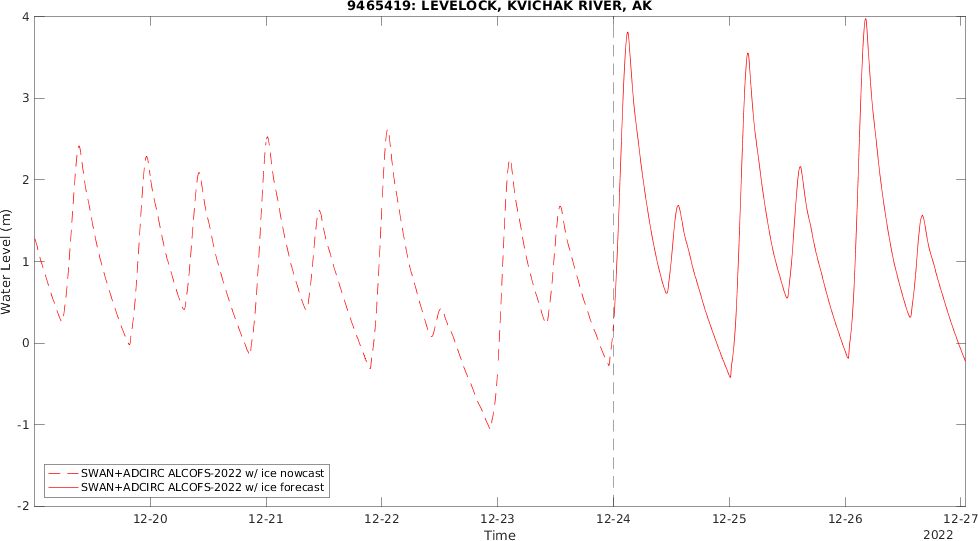 9465419: LEVELOCK, KVICHAK RIVER, AK
4
3
2
1
0
-1
-2
Water Level (m)
SWAN+ADCIRC ALCOFS-2022 w/ ice nowcast
SWAN+ADCIRC ALCOFS-2022 w/ ice forecast
12-20 12-21 12-22 12-23 12-24 12-25 12-26 12-27
Time 2022